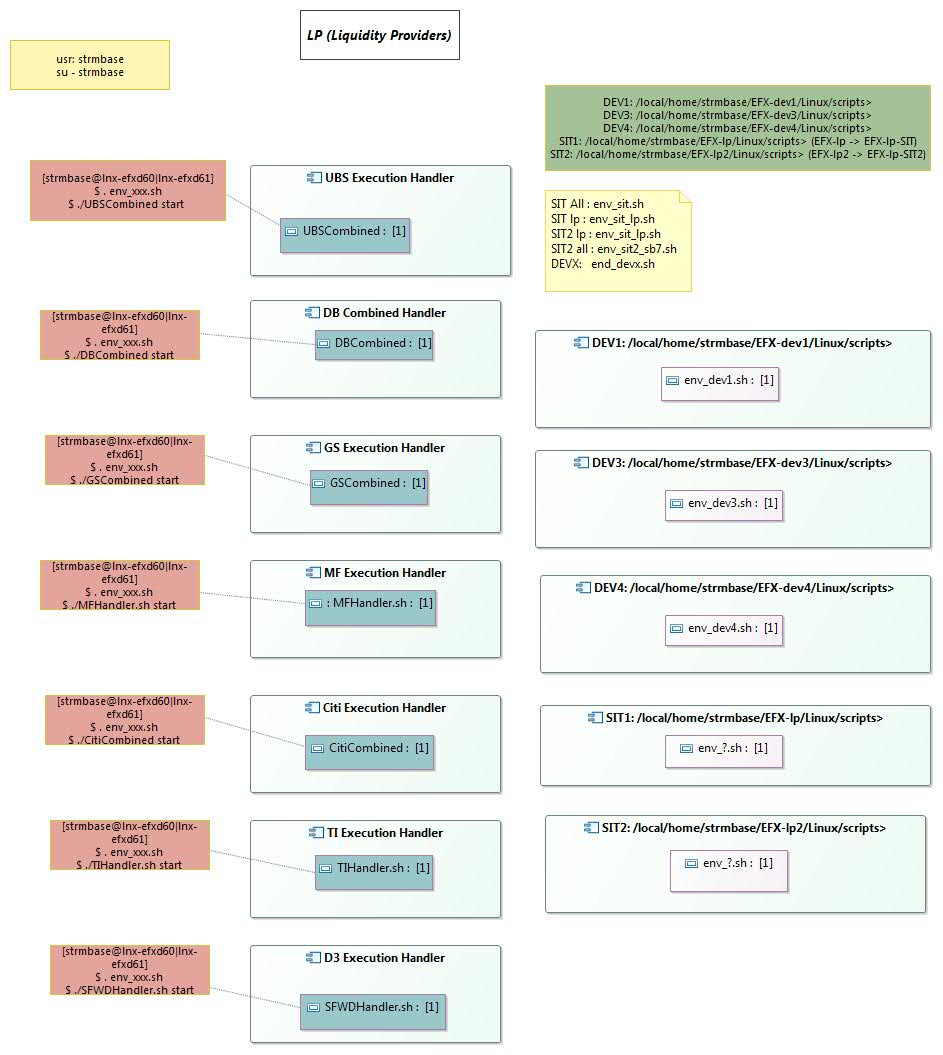 LP (Liquidity Providers)
usr: strmbase
su - strmbase
DEV1: /local/home/strmbase/EFX-dev1/Linux/scripts>
DEV3: /local/home/strmbase/EFX-dev3/Linux/scripts>
DEV4: /local/home/strmbase/EFX-dev4/Linux/scripts>
SIT1: /local/home/strmbase/EFX-lp/Linux/scripts> (EFX-lp -> EFX-lp-SIT)
SIT2: /local/home/strmbase/EFX-lp2/Linux/scripts> (EFX-lp2 -> EFX-lp-SIT2)
[strmbase@lnx-efxd60|lnx-efxd61]
$ . env_xxx.sh
$ ./UBSCombined start
UBS Execution Handler
UBSCombined : [1]
SIT All : env_sit.sh
SIT lp : env_sit_lp.sh
SIT2 lp : env_sit_lp.sh
SIT2 all : env_sit2_sb7.sh
DEVX: end_devx.sh
[strmbase@lnx-efxd60|lnx-
efxd61]
$ . env_xxx.sh
$ ./DBCombined start
DB Combined Handler
DBCombined : [1]
DEV1: /local/home/strmbase/EFX-dev1/Linux/scripts>
env_dev1.sh : [1]
[strmbase@lnx-efxd60|lnx-
efxd61]
$ . env_xxx.sh
$ ./GSCombined start
GS Execution Handler
GSCombined : [1]
DEV3: /local/home/strmbase/EFX-dev3/Linux/scripts>
env_dev3.sh : [1]
[strmbase@lnx-efxd60|lnx-
efxd61]
$ . env_xxx.sh
$ ./MFHandler.sh start
MF Execution Handler
: MFHandler.sh : [1]
DEV4: /local/home/strmbase/EFX-dev4/Linux/scripts>
env_dev4.sh : [1]
[strmbase@lnx-efxd60|lnx-
efxd61]
$ . env_xxx.sh
$ ./CitiCombined start
Citi Execution Handler
CitiCombined : [1]
SIT1: /local/home/strmbase/EFX-lp/Linux/scripts>
env_?.sh : [1]
[strmbase@lnx-efxd60|lnx-
efxd61]
$ . env_xxx.sh
$ ./TIHandler.sh start
TI Execution Handler
TIHandler.sh : [1]
SIT2: /local/home/strmbase/EFX-lp2/Linux/scripts>
env_?.sh : [1]
[strmbase@lnx-efxd60|lnx-
efxd61]
$ . env_xxx.sh
$ ./SFWDHandler.sh start
D3 Execution Handler
SFWDHandler.sh : [1]